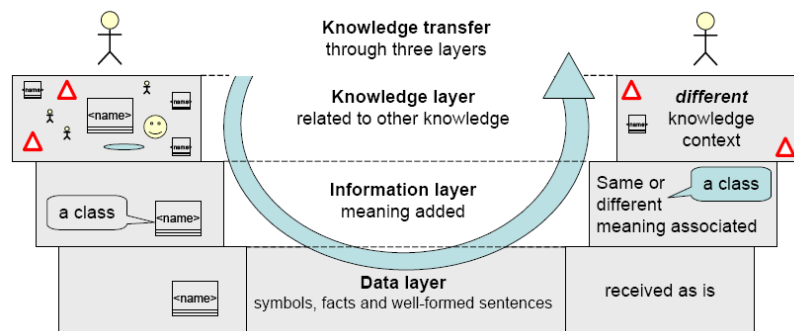 Knowledge transfer
through three layers
<name>
<name>
<name>
<name>
Knowledge layer
related to other knowledge
<name>
different
knowledge
context
a class
<name>
Information layer
meaning added
Same or
different
meaning associated
a class
<name>
Data layer
symbols, facts and well-formed sentences
received as is